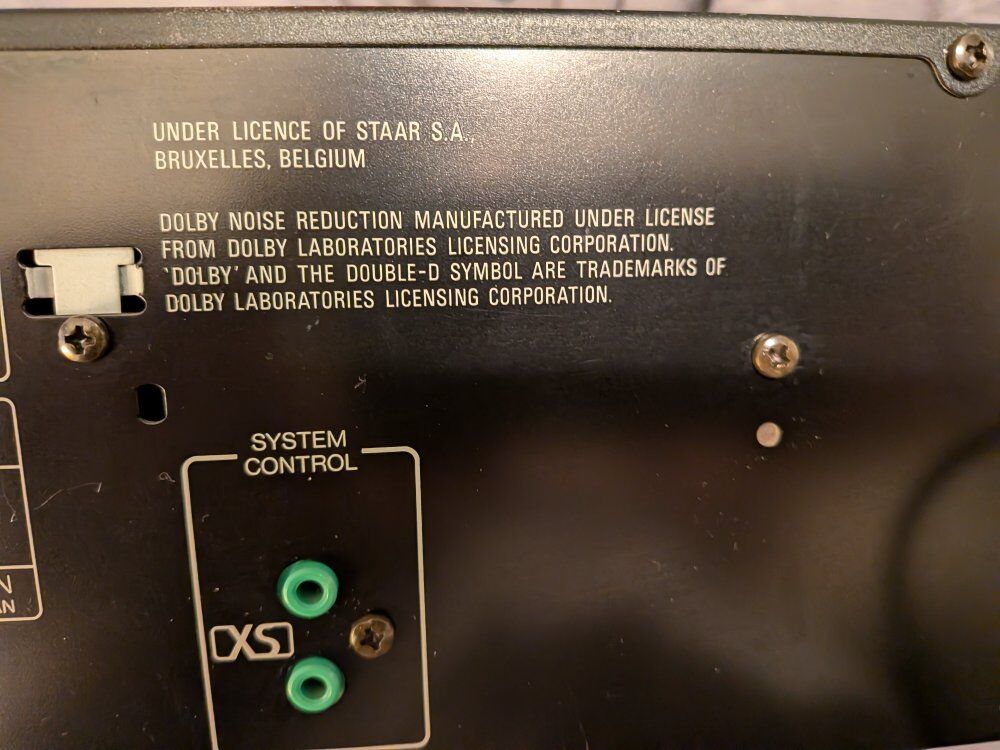 UNDER LICENCE OF STAAR S.A.,
BRUXELLES, BELGIUM
DOLBY NOISE REDUCTION MANUFACTURED UNDER LICENSE
FROM DOLBY LABORATORIES LICENSING CORPORATION.
'DOLBY' AND THE DOUBLE-D SYMBOL ARE TRADEMARKS OF
DOLBY LABORATORIES LICENSING CORPORATION.
SYSTEM
CONTROL
N
AN
XS